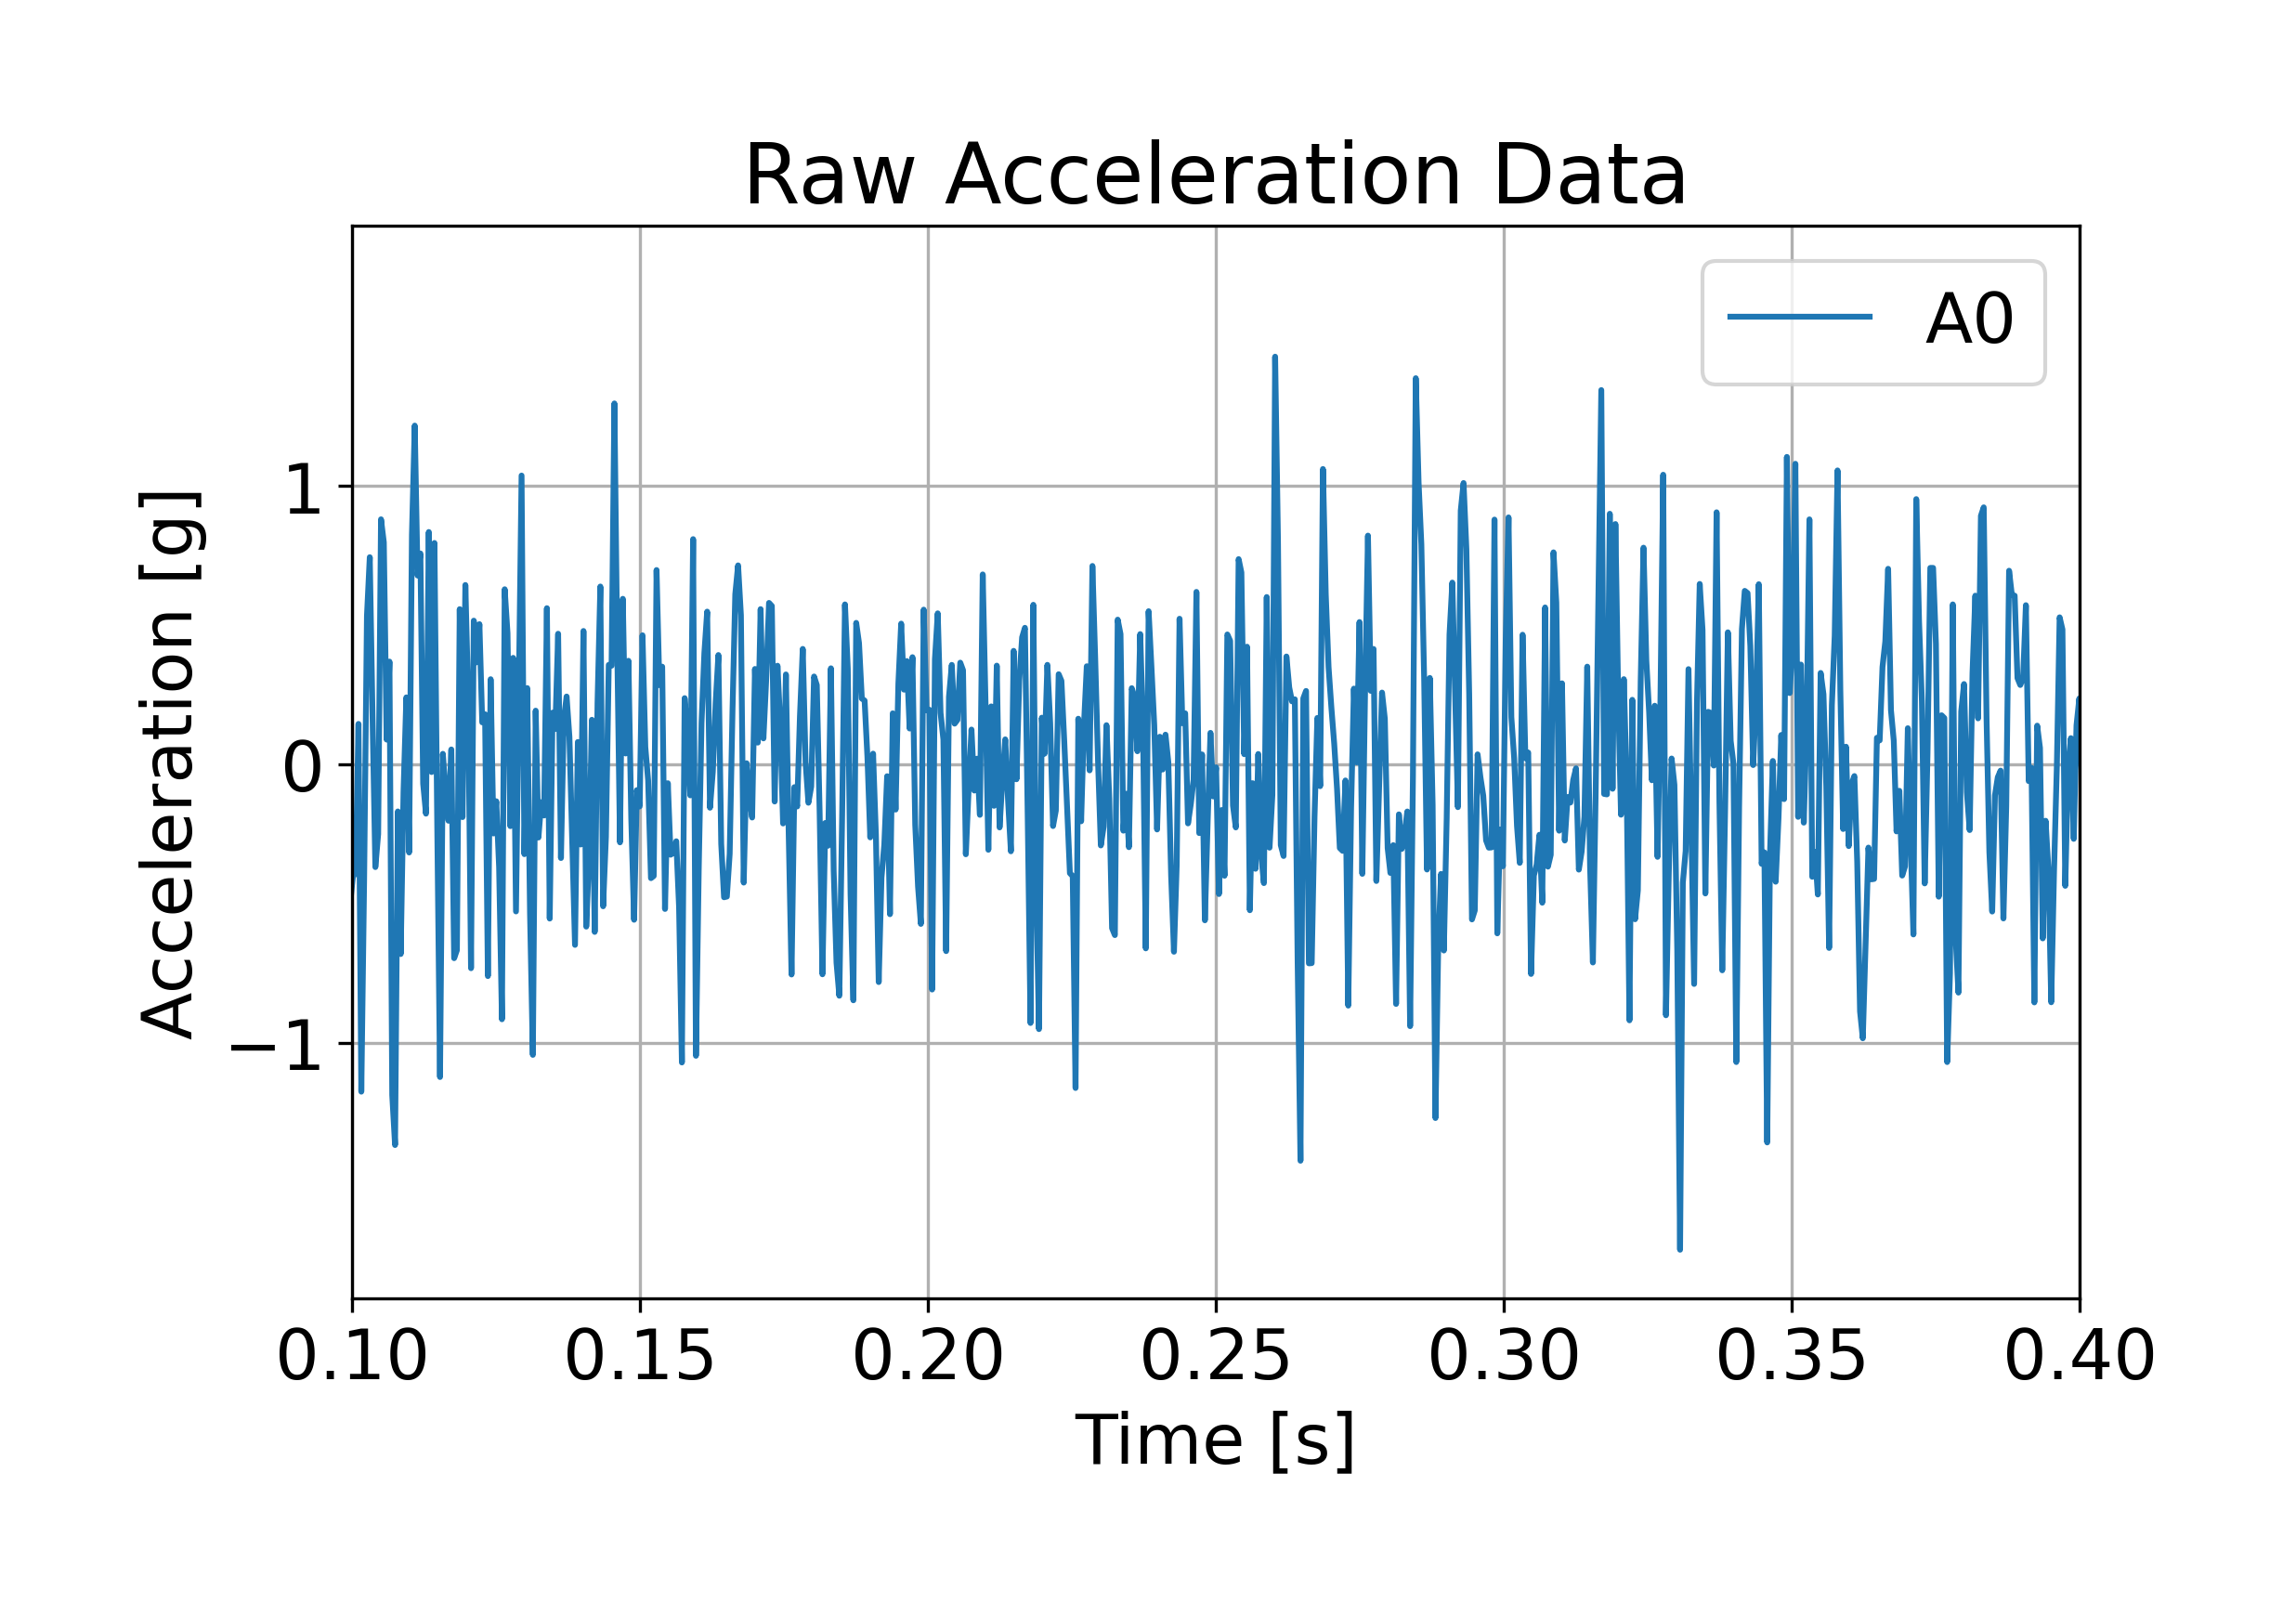 Raw Acceleration Data
A0
Acceleration [g]
1
0
−1
0.10 0.15 0.20 0.25 0.30 0.35 0.40
Time [s]